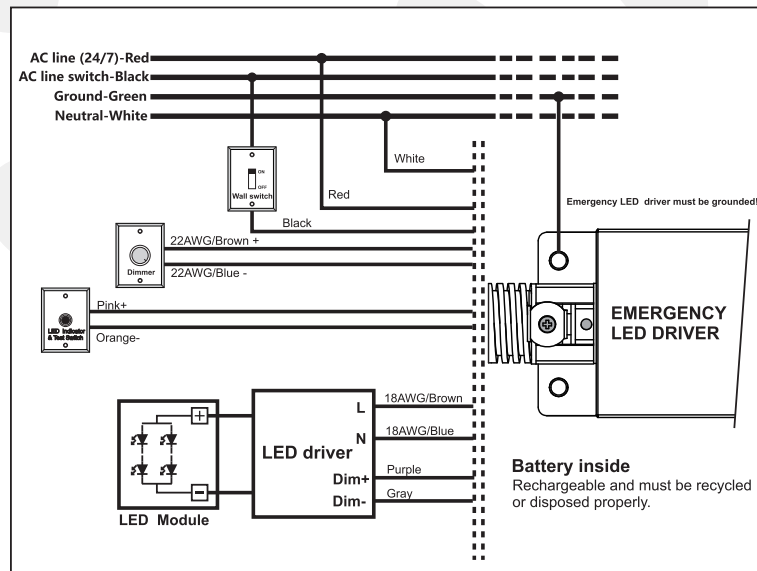 AC line (24/7)-Red
AC line switch-Black
Ground-Green
Neutral-White
White
ON
OFF
Wall switch
Red
Emergency LED driver must be grounded!
Black
22AWG/Brown +
Dimmer
22AWG/Blue -
Pink+
LED Indicator
& Test Switch
Orange-
EMERGENCY
LED DRIVER
L
18AWG/Brown
+
N
18AWG/Blue
LED driver
Dim+
Purple
Dim-
Gray
−
LED Module
Battery inside
Rechargeable and must be recycled
or disposed properly.